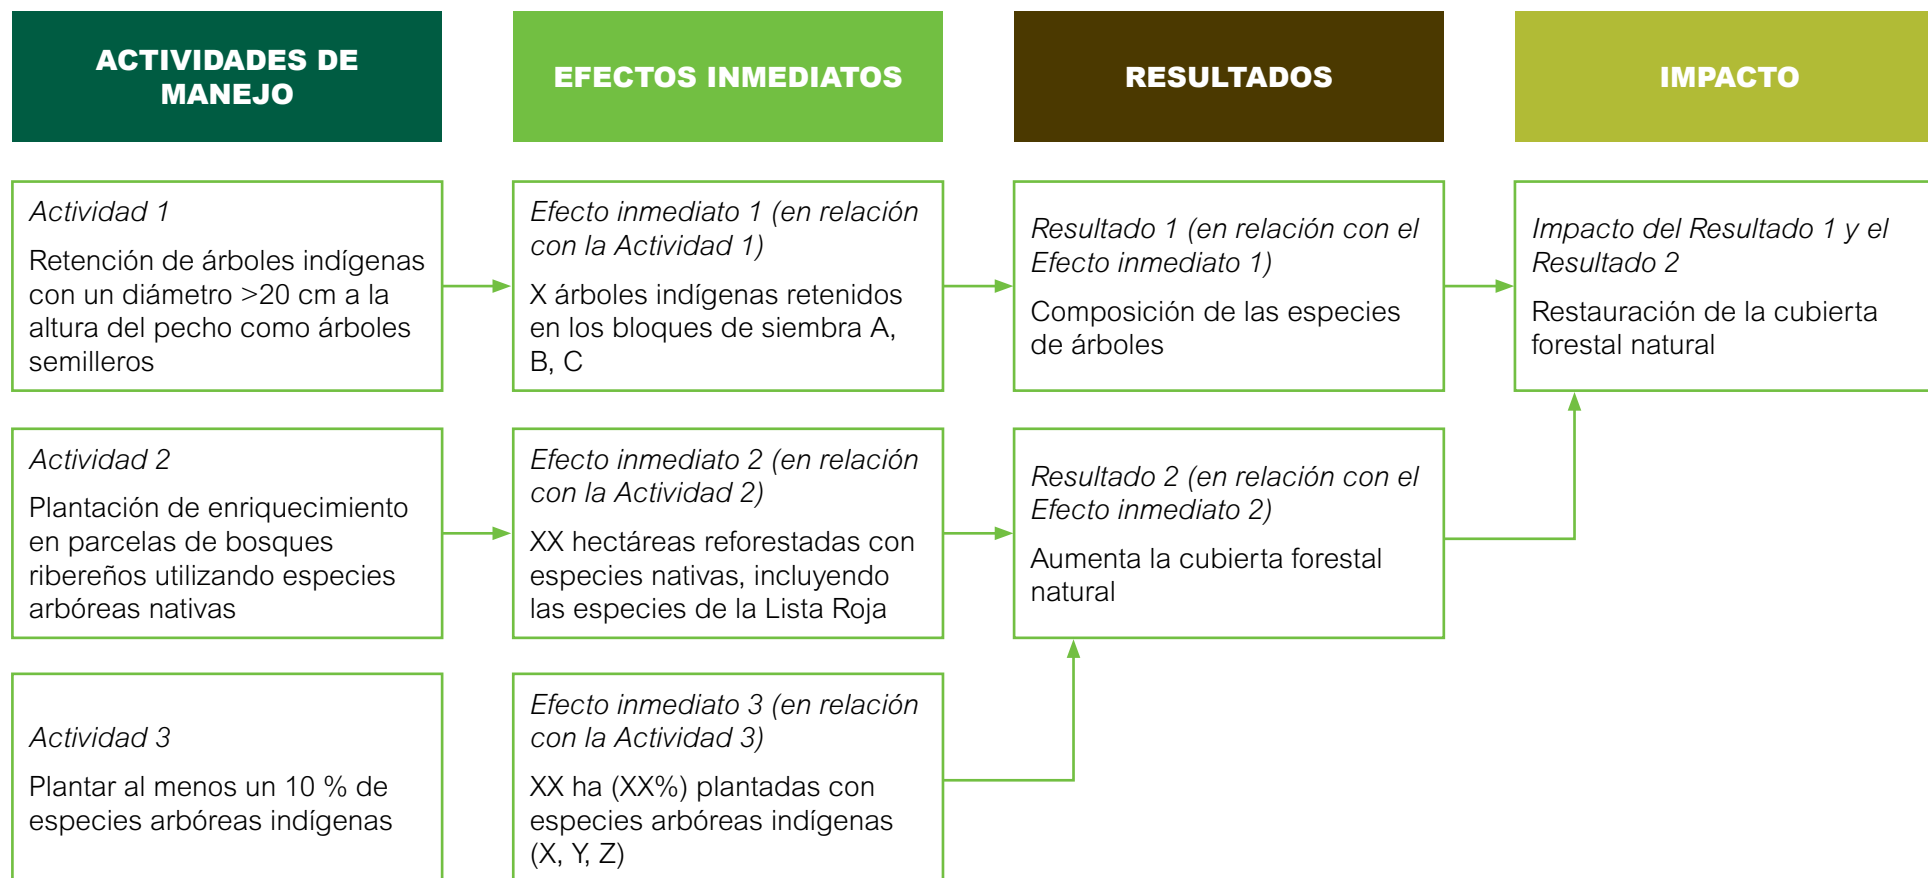 ACTIVIDADES DE
MANEJO
EFECTOS INMEDIATOS
RESULTADOS
IMPACTO
Actividad 1
Retención de árboles indígenas
con un diámetro >20 cm a la
altura del pecho como árboles
semilleros
Efecto inmediato 1 (en relación
con la Actividad 1)
X árboles indígenas retenidos
en los bloques de siembra A,
B, C
Resultado 1 (en relación con el
Efecto inmediato 1)
Composición de las especies
de árboles
Impacto del Resultado 1 y el
Resultado 2
Restauración de la cubierta
forestal natural
Actividad 2
Plantación de enriquecimiento
en parcelas de bosques
ribereños utilizando especies
arbóreas nativas
Efecto inmediato 2 (en relación
con la Actividad 2)
XX hectáreas reforestadas con
especies nativas, incluyendo
las especies de la Lista Roja
Resultado 2 (en relación con el
Efecto inmediato 2)
Aumenta la cubierta forestal
natural
Actividad 3
Plantar al menos un 10 % de
especies arbóreas indígenas
Efecto inmediato 3 (en relación
con la Actividad 3)
XX ha (XX%) plantadas con
especies arbóreas indígenas
(X, Y, Z)